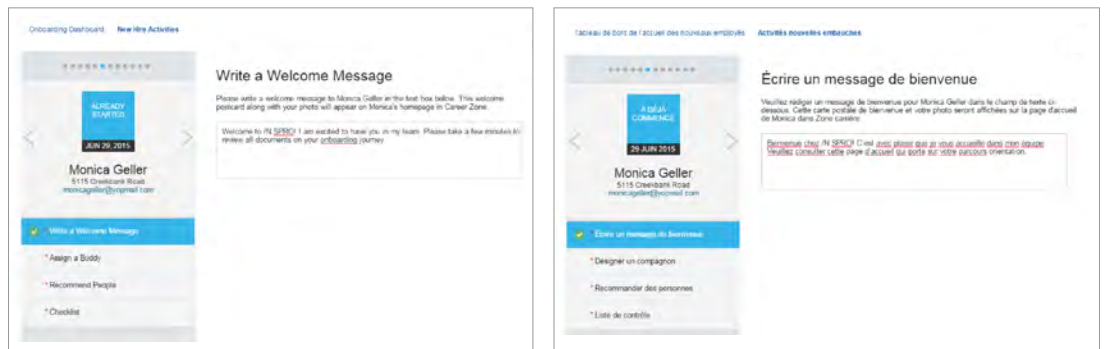 Onboarding Dashboard New Hire Activities
ALREADY
STARTED
JUN 29, 2015
Monica Geller
5115 Creekbank Road
monicageller@yopmail.com
Write a Welcome Message
* Assign a Buddy
* Recommend People
* Checklist
Write a Welcome Message
Please write a welcome message to Monica Geller in the text box below. This welcome
postcard along with your photo will appear on Monica's homepage in Career Zone.
Welcome to /N SPRO! I am excited to have you in my team. Please take a few minutes to
review all documents on your onboarding journey
Tableau de bord de l'accueil des nouveaux employés Activités nouvelles embauches
A DÉJÀ
COMMENCÉ
29-JUIN-2015
Monica Geller
5115 Creekbank Road
monicageller@yopmail.com
* Écrire un message de bienvenue
* Désigner un compagnon
* Recommander des personnes
* Liste de contrôle
Écrire un message de bienvenue
Veuillez rédiger un message de bienvenue pour Monica Geller dans le champ de texte ci-
dessous. Cette carte postale de bienvenue et votre photo seront affichées sur la page d'accueil
de Monica dans Zone carrière.
Bienvenue chez /N SPRO! C'est avec plaisir que je vous accueille dans mon équipe.
Veuillez consulter cette page d'accueil qui porte sur votre parcours orientation.